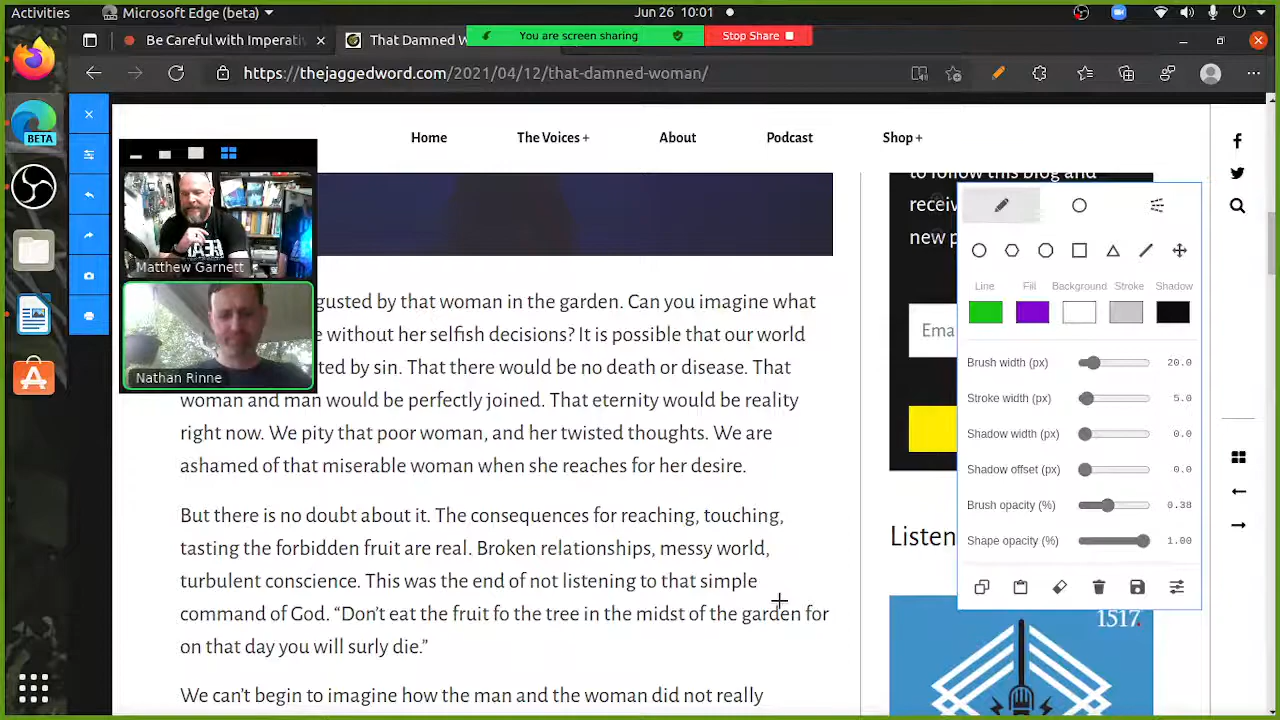 Activities
Microsoft Edge (beta)
Jun 26 10:01
Be Careful with Imperati
That Damned W
You are screen sharing
Stop Share
https://thejaggedword.com/2021/04/12/that-damned-woman/
BETA
Home
The Voices +
About
Podcast
Shop +
to follow this blog and
receiv
new p
Matthew Garnett
Nathan Rinne
gusted by that woman in the garden. Can you imagine what
e without her selfish decisions? It is possible that our world
ted by sin. That there would be no death or disease. That
woman and man would be perfectly joined. That eternity would be reality
right now. We pity that poor woman, and her twisted thoughts. We are
ashamed of that miserable woman when she reaches for her desire.
But there is no doubt about it. The consequences for reaching, touching,
tasting the forbidden fruit are real. Broken relationships, messy world,
turbulent conscience. This was the end of not listening to that simple
command of God. “Don’t eat the fruit fo the tree in the midst of the garden for
on that day you will surly die.”
We can’t begin to imagine how the man and the woman did not really
Ema
Listen
1517.
Line
Fill
Background
Stroke
Shadow
Brush width (px)
20.0
Stroke width (px)
5.0
Shadow width (px)
0.0
Shadow offset (px)
0.0
Brush opacity (%)
0.38
Shape opacity (%)
1.00